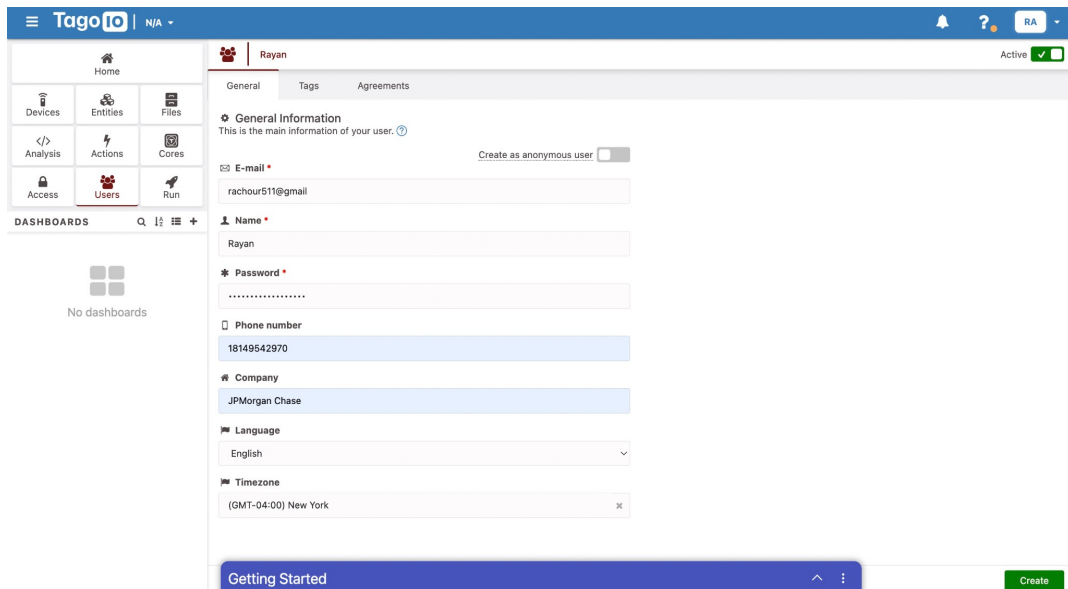 Tago IO
N/A
RA
Home
Devices
Entities
Files
Analysis
Actions
Cores
Access
Users
Run
DASHBOARDS
No dashboards
Rayan
Active
General
Tags
Agreements
General Information
This is the main information of your user.
Create as anonymous user
E-mail *
rachour511@gmail
Name *
Rayan
Password *
••••••••••••••••••
Phone number
18149542970
Company
JPMorgan Chase
Language
English
Timezone
(GMT-04:00) New York
Getting Started
Create